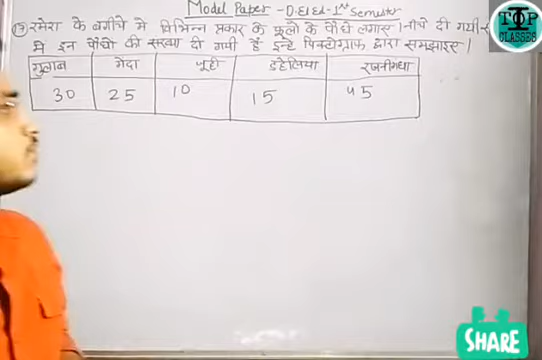 Model Paper - D.El.Ed - 1st Semester
रमेश के बगीचे मे विभिन्न प्रकार के फूलो के पौधे लगाए । नीचे दी गयी
मे इन पौधो की संख्या दी गयी है इन्हे पिक्टोग्राफ द्वारा समझाइए ।
गुलाब गेंदा जूही डहेलिया रजनीगंधा
30 25 10 15 45
TOP
CLASSES
SHARE